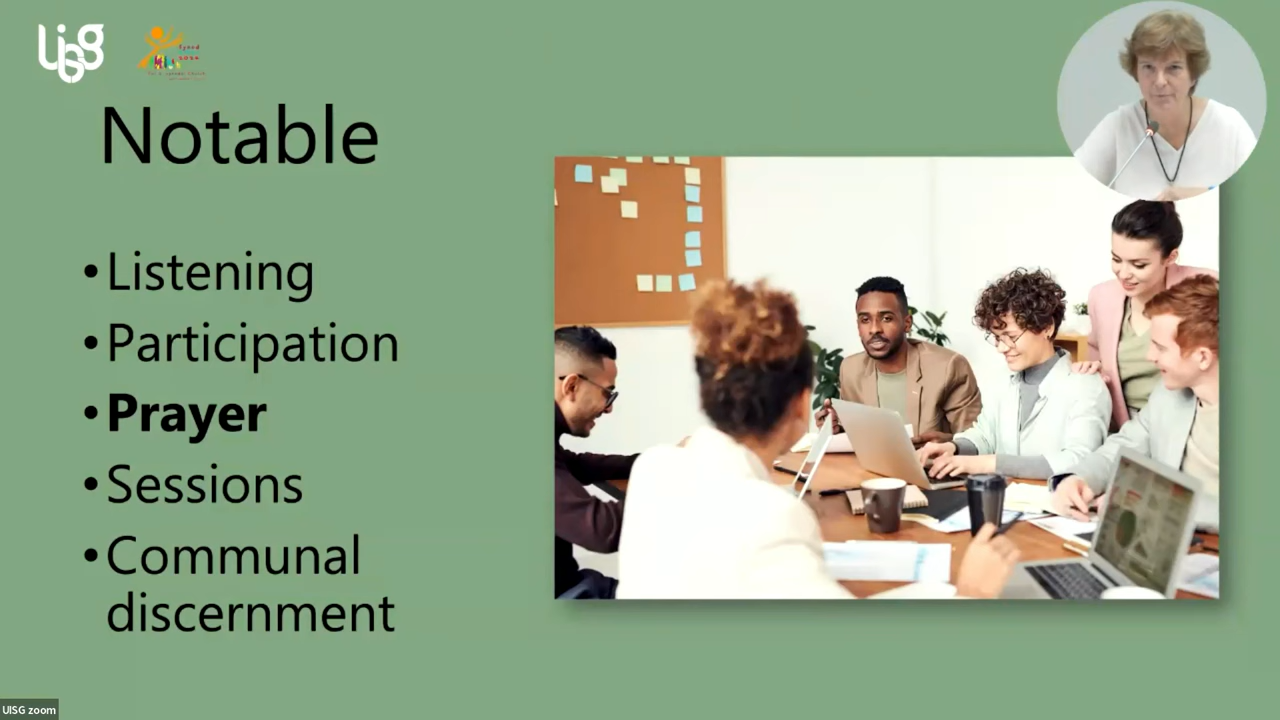 UISG
Notable
• Listening
• Participation
• Prayer
• Sessions
• Communal
discernment
UISG zoom